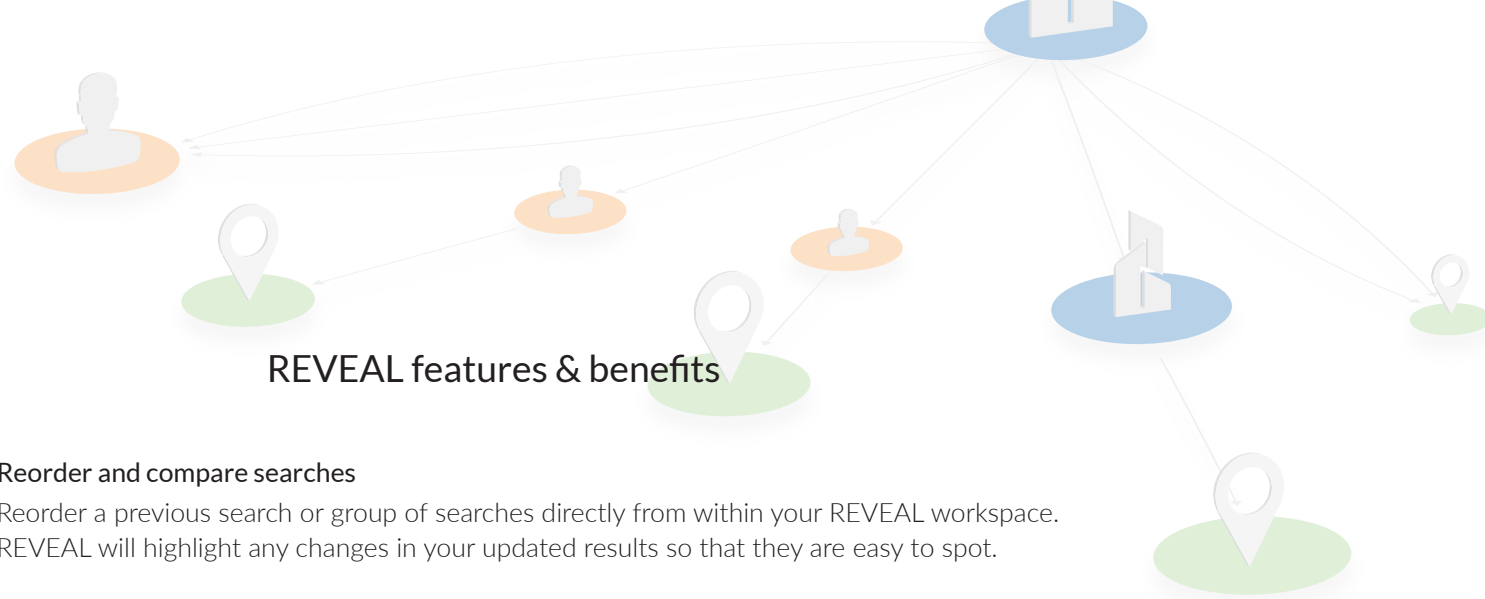 REVEAL features & benefits
Reorder and compare searches
Reorder a previous search or group of searches directly from within your REVEAL workspace.
REVEAL will highlight any changes in your updated results so that they are easy to spot.